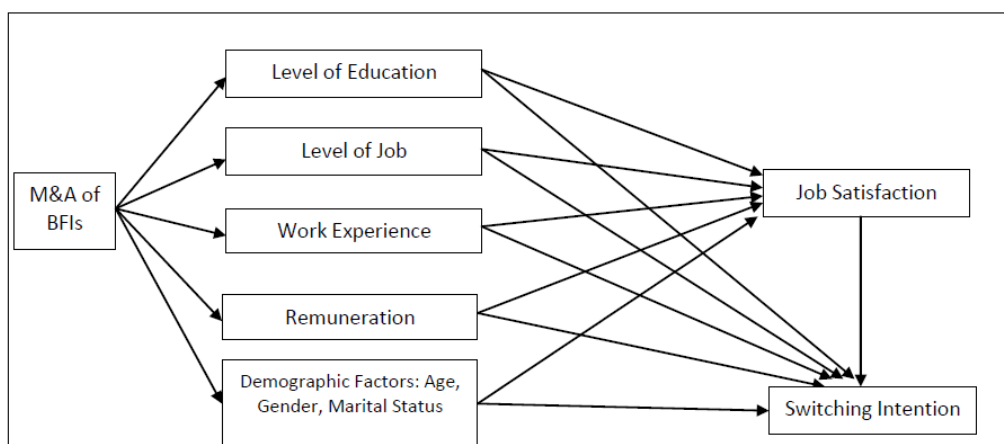 M&A of
BFIs
Level of Education
Level of Job
Work Experience
Remuneration
Demographic Factors: Age,
Gender, Marital Status
Job Satisfaction
Switching Intention